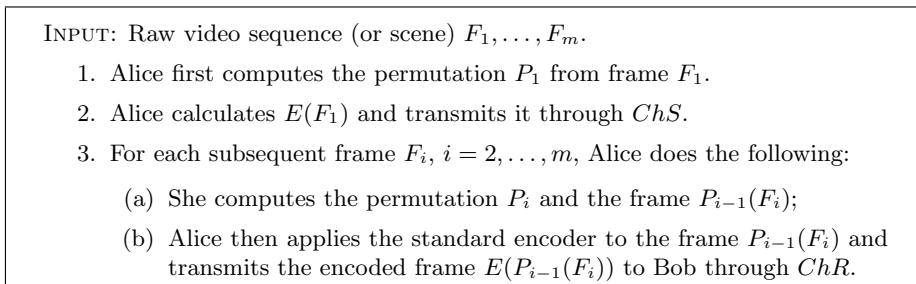 INPUT: Raw video sequence (or scene) F₁, . . . , Fₘ.
1. Alice first computes the permutation P₁ from frame F₁.
2. Alice calculates E(F₁) and transmits it through ChS.
3. For each subsequent frame Fᵢ, i = 2, . . . , m, Alice does the following:
(a) She computes the permutation Pᵢ and the frame Pᵢ₋₁(Fᵢ);
(b) Alice then applies the standard encoder to the frame Pᵢ₋₁(Fᵢ) and
transmits the encoded frame E(Pᵢ₋₁(Fᵢ)) to Bob through ChR.